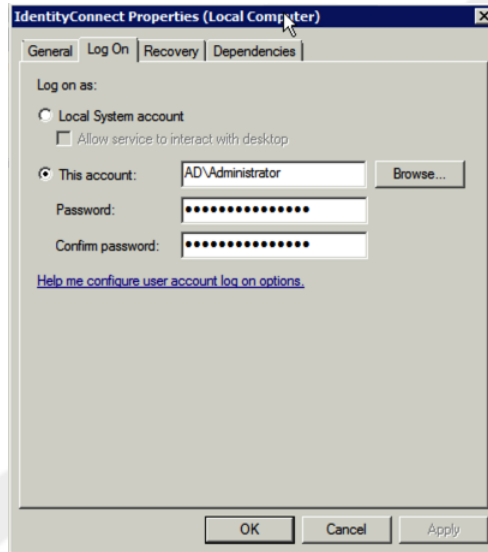 IdentityConnect Properties (Local Computer)
General Log On Recovery Dependencies
Log on as:
Local System account
Allow service to interact with desktop
This account: AD\Administrator Browse...
Password: •••••••••••••••
Confirm password: •••••••••••••••
Help me configure user account log on options.
OK Cancel Apply